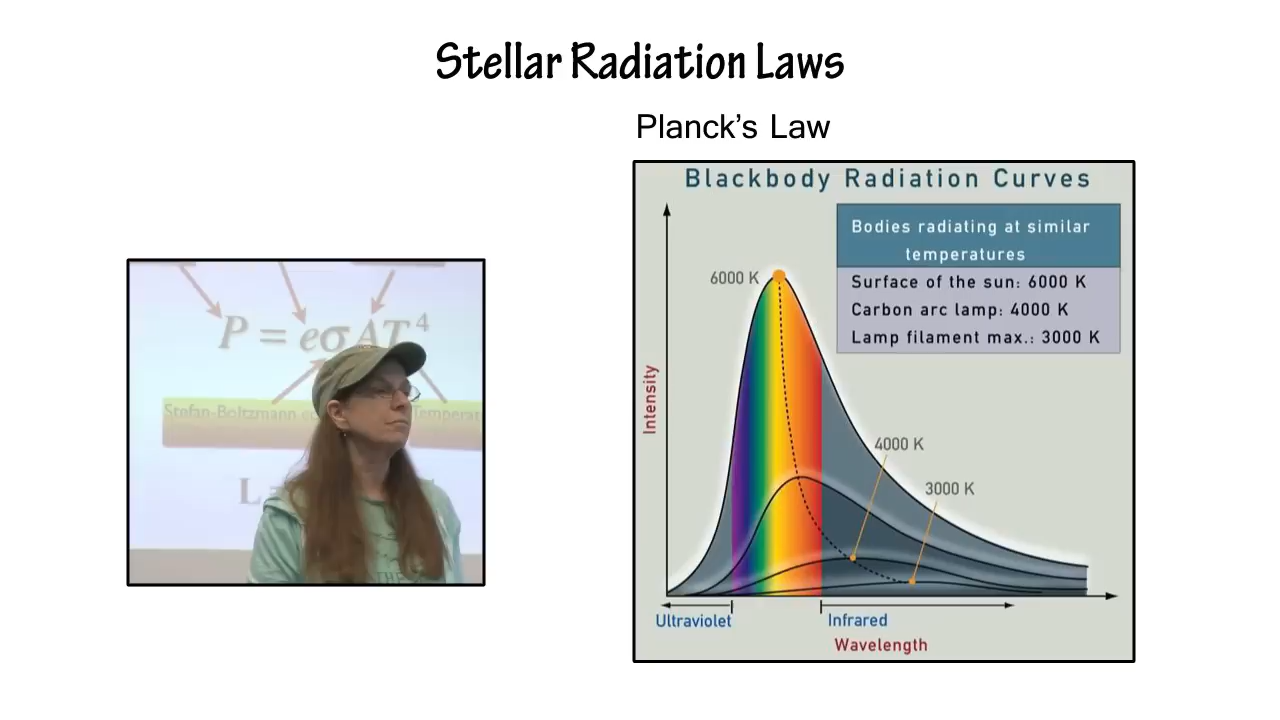 Stellar Radiation Laws
Planck's Law
P = eσAT⁴
Stefan-Boltzmann
L
Blackbody Radiation Curves
Bodies radiating at similar
temperatures
Surface of the sun: 6000 K
Carbon arc lamp: 4000 K
Lamp filament max.: 3000 K
6000 K
4000 K
3000 K
Intensity
Ultraviolet
Infrared
Wavelength